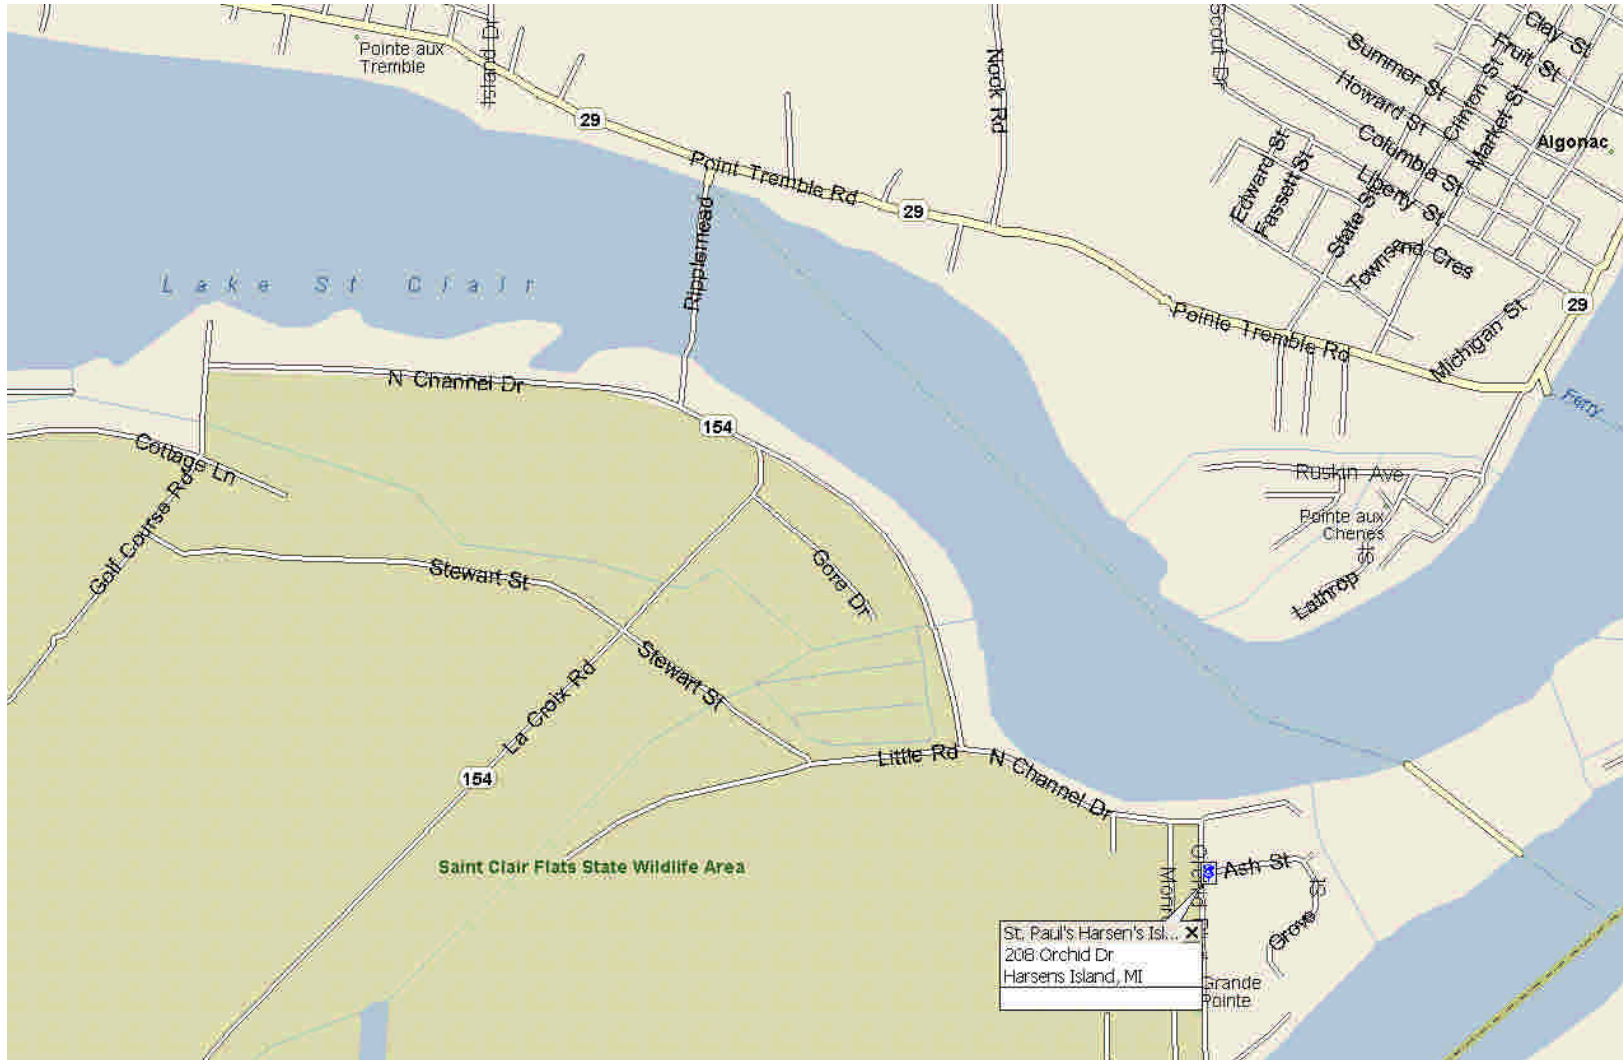 Pointe aux
Tremble
Island Dr
29
Nook Rd
Scout Dr
Clay St
Fruit St
Summer St
Howard St
Clinton St
Market St
Columbia St
Algonac
Liberty St
Edward St
Fassett St
State St
Townsend Cres
Point Tremble Rd
29
Ripplemead
Lake St Clair
29
Pointe Tremble Rd
Michigan St
Ferry
N Channel Dr
154
Cottage Ln
Golf Course Rd
Ruskin Ave
Pointe aux
Chenes
Lathrop St
Stewart St
Gore Dr
La Croix Rd
Stewart St
154
Little Rd
N Channel Dr
Saint Clair Flats State Wildlife Area
Orchid
Ash St
Grove St
St. Paul's Harsen's Isl...
208 Orchid Dr
Harsens Island, MI
Grande
Pointe